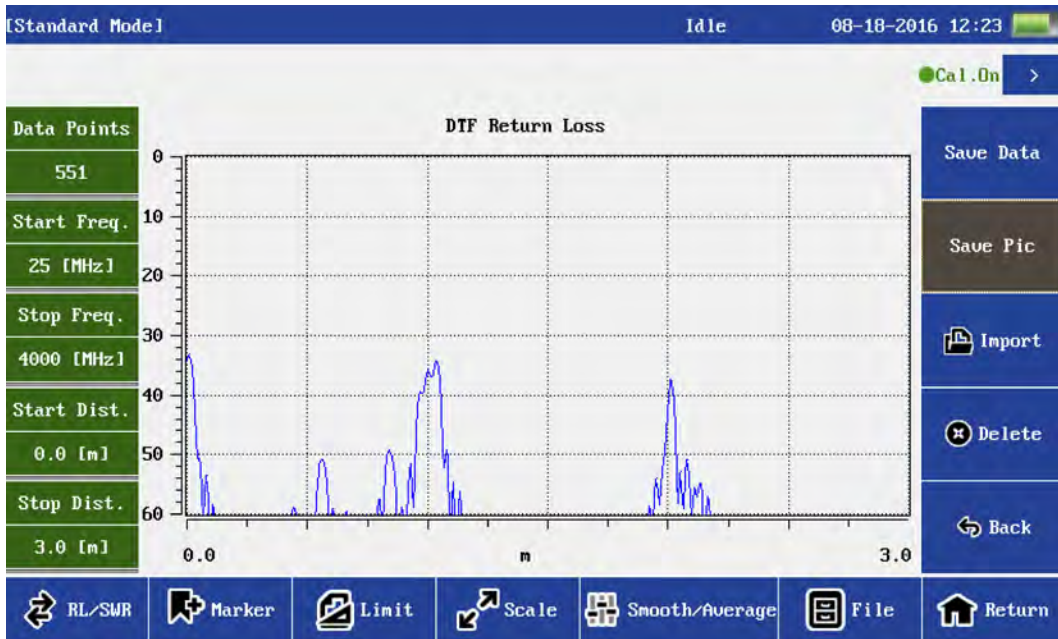 [Standard Mode] Idle 08-18-2016 12:23
Cal.On >
Data Points
551
Start Freq.
25 [MHz]
Stop Freq.
4000 [MHz]
Start Dist.
0.0 [m]
Stop Dist.
3.0 [m]
DTF Return Loss
0
10
20
30
40
50
60
0.0 m 3.0
Save Data
Save Pic
Import
Delete
Back
RL/SWR Marker Limit Scale Smooth/Average File Return